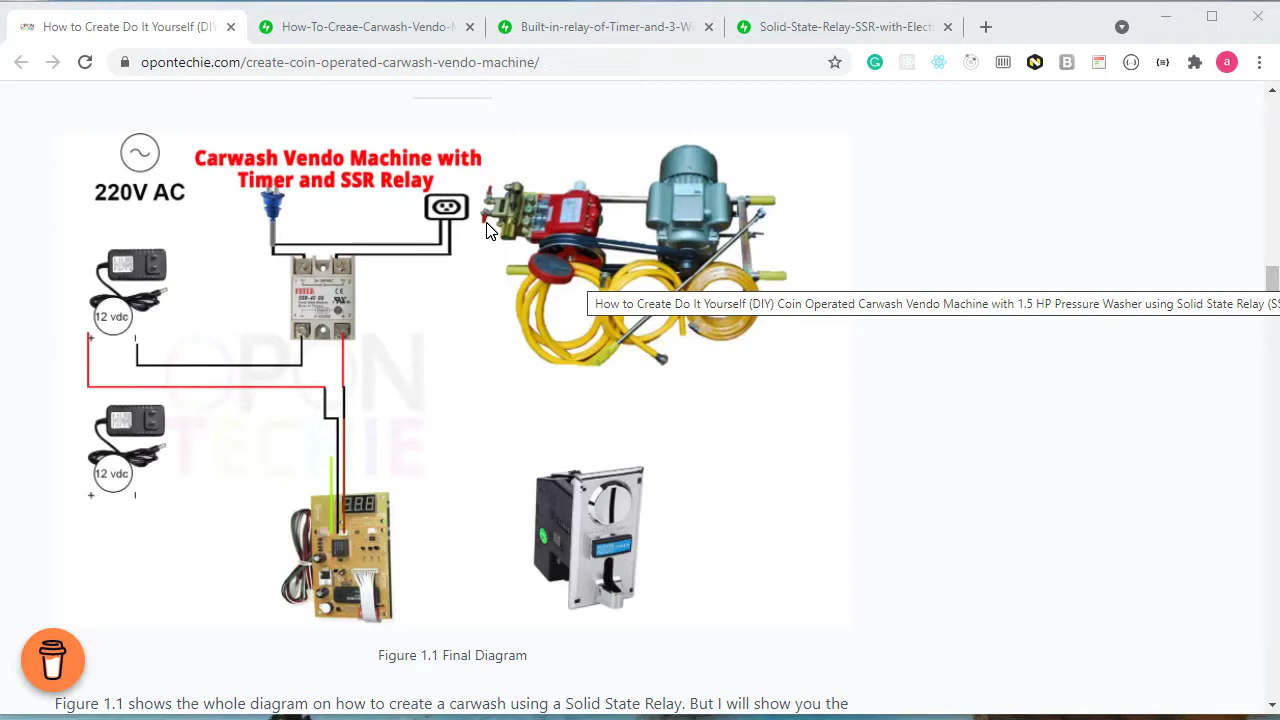 How to Create Do It Yourself (DIY
How-To-Creae-Carwash-Vendo-M
Built-in-relay-of-Timer-and-3-Wi
Solid-State-Relay-SSR-with-Elect
opontechie.com/create-coin-operated-carwash-vendo-machine/
a
Carwash Vendo Machine with
Timer and SSR Relay
220V AC
12 vdc
+ -
How to Create Do It Yourself (DIY) Coin Operated Carwash Vendo Machine with 1.5 HP Pressure Washer using Solid State Relay (S
OPON
TECHIE
12 vdc
+ -
Figure 1.1 Final Diagram
Figure 1.1 shows the whole diagram on how to create a carwash using a Solid State Relay. But I will show you the